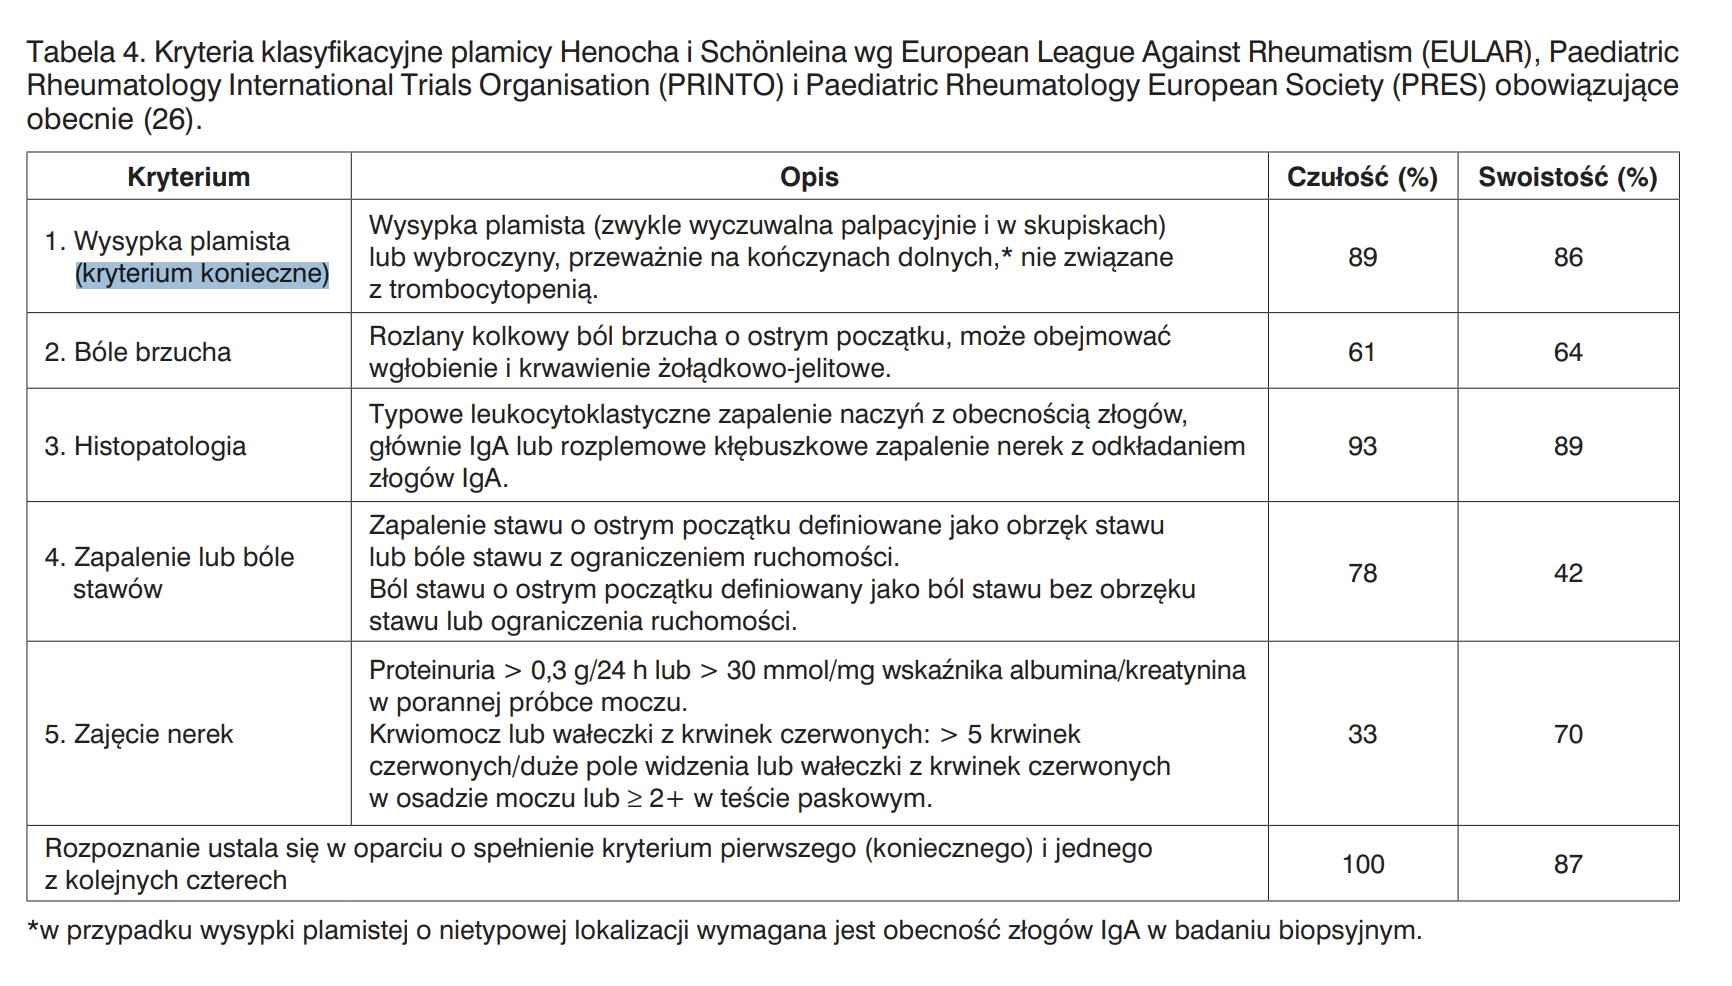 Tabela 4. Kryteria klasyfikacyjne plamicy Henocha i Schönleina wg European League Against Rheumatism (EULAR), Paediatric
Rheumatology International Trials Organisation (PRINTO) i Paediatric Rheumatology European Society (PRES) obowiązujące
obecnie (26).
Kryterium Opis Czułość (%) Swoistość (%)
1. Wysypka plamista
(kryterium konieczne)
Wysypka plamista (zwykle wyczuwalna palpacyjnie i w skupiskach)
lub wybroczyny, przeważnie na kończynach dolnych,* nie związane
z trombocytopenią.
89
86
2. Bóle brzucha
Rozlany kolkowy ból brzucha o ostrym początku, może obejmować
wgłobienie i krwawienie żołądkowo-jelitowe.
61
64
3. Histopatologia
Typowe leukocytoklastyczne zapalenie naczyń z obecnością złogów,
głównie IgA lub rozplemowe kłębuszkowe zapalenie nerek z odkładaniem
złogów IgA.
93
89
4. Zapalenie lub bóle
stawów
Zapalenie stawu o ostrym początku definiowane jako obrzęk stawu
lub bóle stawu z ograniczeniem ruchomości.
Ból stawu o ostrym początku definiowany jako ból stawu bez obrzęku
stawu lub ograniczenia ruchomości.
78
42
5. Zajęcie nerek
Proteinuria > 0,3 g/24 h lub > 30 mmol/mg wskaźnika albumina/kreatynina
w porannej próbce moczu.
Krwiomocz lub wałeczki z krwinek czerwonych: > 5 krwinek
czerwonych/duże pole widzenia lub wałeczki z krwinek czerwonych
w osadzie moczu lub ≥ 2+ w teście paskowym.
33
70
Rozpoznanie ustala się w oparciu o spełnienie kryterium pierwszego (koniecznego) i jednego
z kolejnych czterech
100
87
*w przypadku wysypki plamistej o nietypowej lokalizacji wymagana jest obecność złogów IgA w badaniu biopsyjnym.